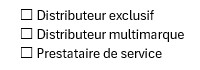 ☐ Distributeur exclusif
☐ Distributeur multimarque
☐ Prestataire de service